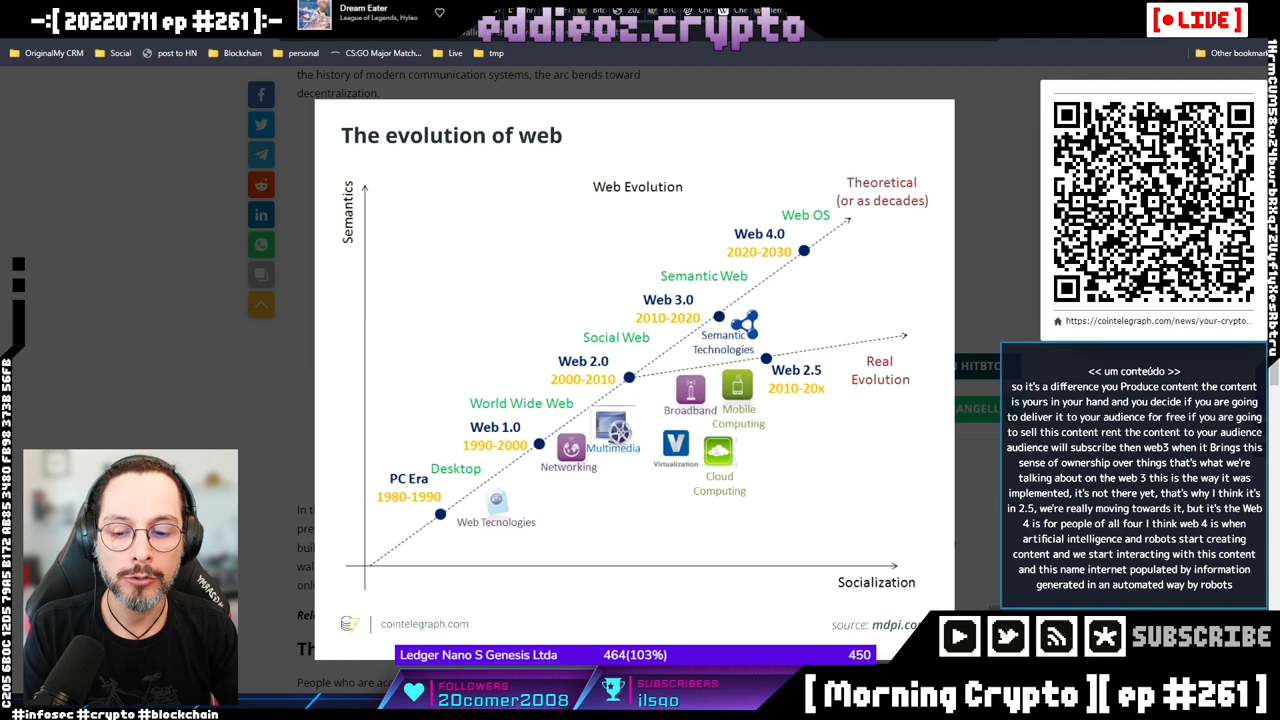 -:[ 20220711 ep #261 ]:-
Dream Eater
League of Legends, Hyleo
eddieoz.crypto
[● LIVE]
OriginalMy CRM
Social
post to HN
Blockchain
personal
CS:GO Major Match...
Live
tmp
Other bookmar
the history of modern communication systems, the arc bends toward
decentralization.
The evolution of web
Web Evolution
Semantics
Theoretical
(or as decades)
Web OS
Web 4.0
2020-2030
Semantic Web
Web 3.0
2010-2020
Semantic
Technologies
Social Web
Web 2.0
2000-2010
Real
Evolution
Web 2.5
2010-20x
Broadband
Mobile
Computing
World Wide Web
Web 1.0
1990-2000
Multimedia
Networking
Virtualization
Cloud
Computing
Desktop
PC Era
1980-1990
Web Tecnologies
Socialization
cointelegraph.com
source: mdpi.co
https://cointelegraph.com/news/your-crypto...
N HITBTC
ANGELL
<< um conteúdo >>
so it's a difference you Produce content the content
is yours in your hand and you decide if you are going
to deliver it to your audience for free if you are going
to sell this content rent the content to your audience
audience will subscribe then web3 when it Brings this
sense of ownership over things that's what we're
talking about on the web 3 this is the way it was
implemented, it's not there yet, that's why I think it's
in 2.5, we're really moving towards it, but it's the Web
4 is for people of all four I think web 4 is when
artificial intelligence and robots start creating
content and we start interacting with this content
and this name internet populated by information
generated in an automated way by robots
People who are acc
Ledger Nano S Genesis Ltda 464(103%) 450
FOLLOWERS
20comer2008
SUBSCRIBERS
ilsgo
SUBSCRIBE
[ Morning Crypto ][ ep #261 ]
#infosec #crypto #blockchain